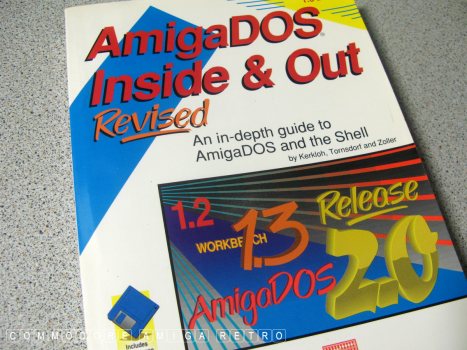 AmigaDOS
Inside & Out
Revised
An in-depth guide to
AmigaDOS and the Shell
by Kerkloh, Tornsdorf and Zoller
1.2
WORKBENCH
1.3
Release
AmigaDOS 2.0
Includes
COMMODORE AMIGA RETRO